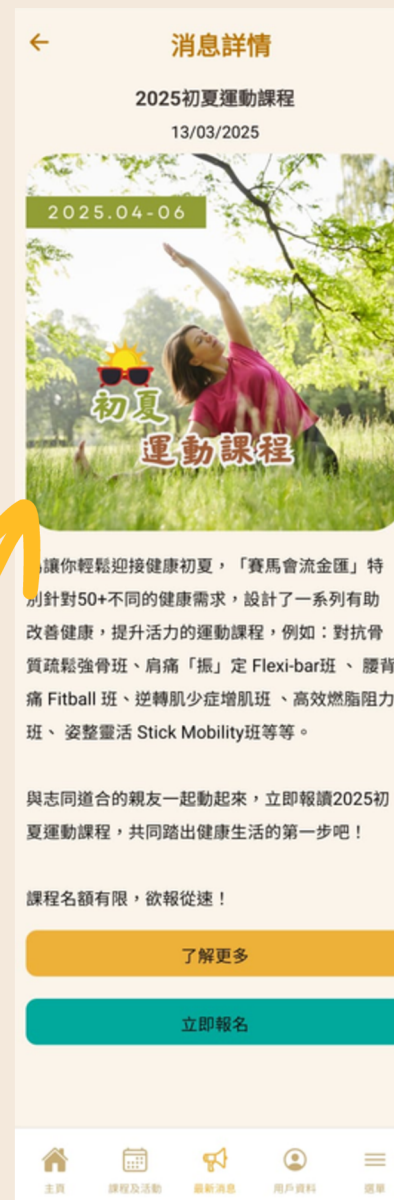 消息詳情
2025初夏運動課程
13/03/2025
2025.04-06
初夏
運動課程
讓你輕鬆迎接健康初夏，「賽馬會流金匯」特
別針對50+不同的健康需求，設計了一系列有助
改善健康，提升活力的運動課程，例如：對抗骨
質疏鬆強骨班、肩痛「振」定 Flexi-bar班 、 腰背
痛 Fitball 班、逆轉肌少症增肌班 、高效燃脂阻力
班、 姿整靈活 Stick Mobility班等等。
與志同道合的親友一起動起來，立即報讀2025初
夏運動課程，共同踏出健康生活的第一步吧！
課程名額有限，欲報從速！
了解更多
立即報名
主頁
課程及活動
最新消息
用戶資料
選單